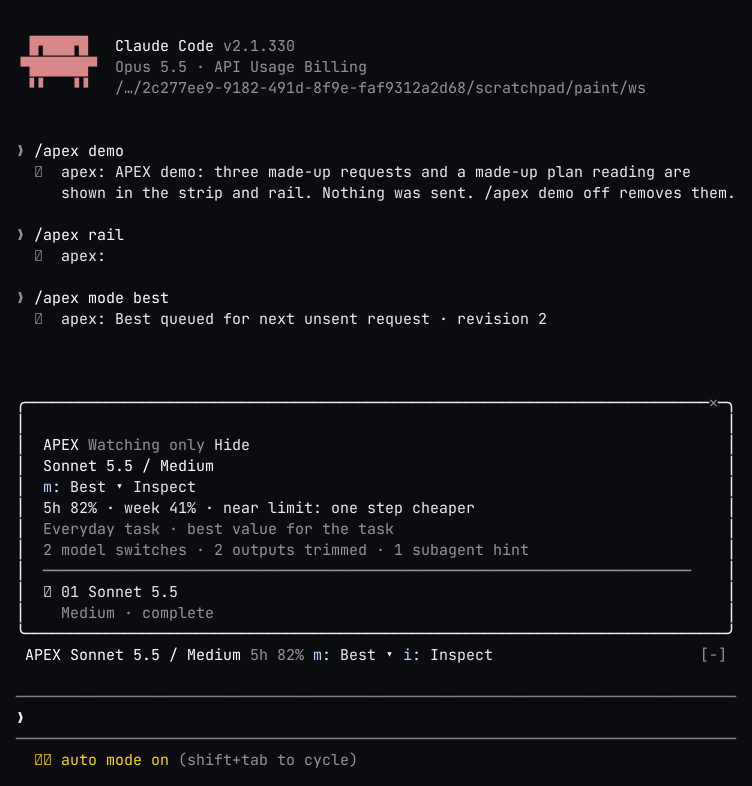 Claude Code v2.1.330
Opus 5.5 · API Usage Billing
/…/2c277ee9-9182-491d-8f9e-faf9312a2d68/scratchpad/paint/ws
❯ /apex demo
apex: APEX demo: three made-up requests and a made-up plan reading are
shown in the strip and rail. Nothing was sent. /apex demo off removes them.
❯ /apex rail
apex:
❯ /apex mode best
apex: Best queued for next unsent request · revision 2
×
APEX Watching only Hide
Sonnet 5.5 / Medium
m: Best ▾ Inspect
5h 82% · week 41% · near limit: one step cheaper
Everyday task · best value for the task
2 model switches · 2 outputs trimmed · 1 subagent hint
01 Sonnet 5.5
Medium · complete
APEX Sonnet 5.5 / Medium 5h 82% m: Best ▾ i: Inspect [-]
❯
auto mode on (shift+tab to cycle)